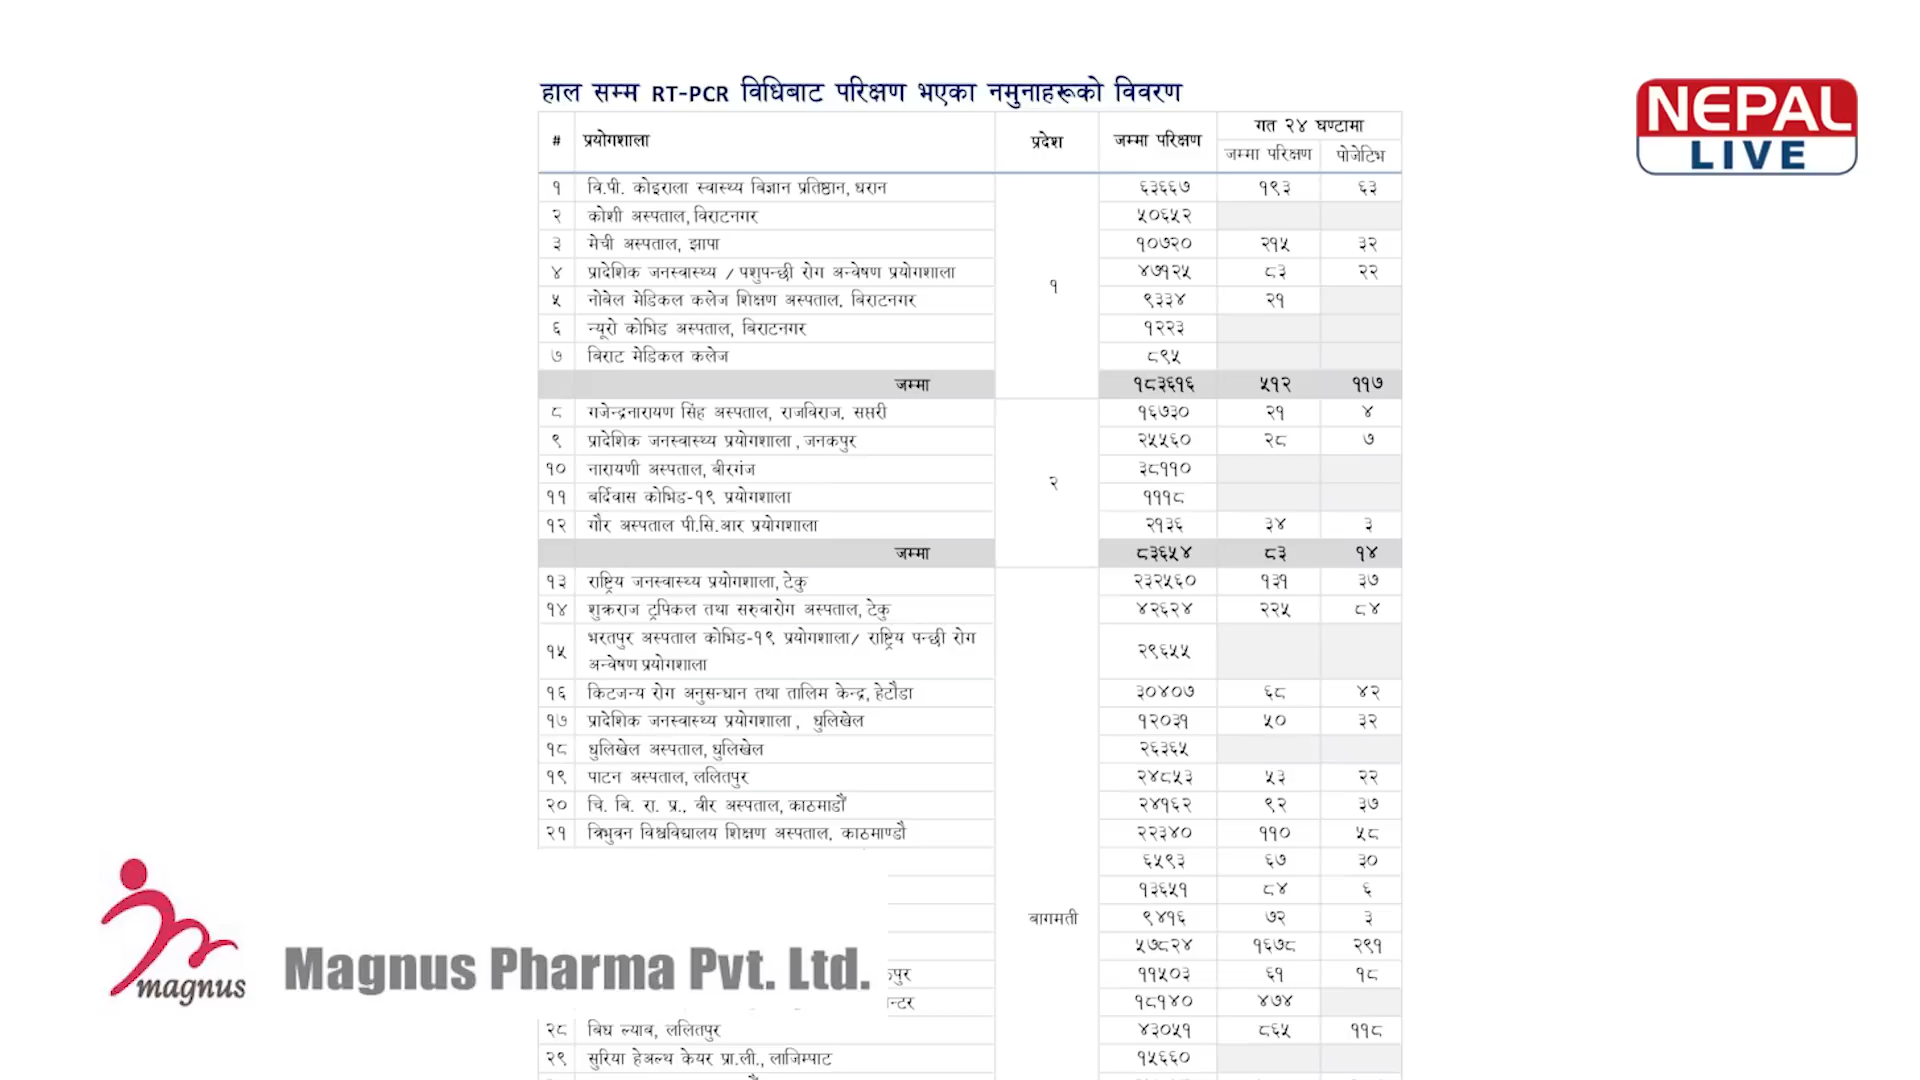 हाल सम्म RT-PCR विधिबाट परिक्षण भएका नमुनाहरूको विवरण
# प्रयोगशाला प्रदेश जम्मा परिक्षण गत २४ घण्टामा
जम्मा परिक्षण पोजेटिभ
NEPAL
LIVE
१ वि.पी. कोइराला स्वास्थ्य बिज्ञान प्रतिष्ठान, धरान ६३६६७ १९३ ६३
२ कोशी अस्पताल, विराटनगर ५०६५२
३ मेची अस्पताल, झापा १०७२० २१५ ३२
४ प्रादेशिक जनस्वास्थ्य / पशुपन्छी रोग अन्वेषण प्रयोगशाला ४७१२५ ८३ २२
१
५ नोबेल मेडिकल कलेज शिक्षण अस्पताल, बिराटनगर ९३३४ २१
६ न्यूरो कोभिड अस्पताल, बिराटनगर १२२३
७ बिराट मेडिकल कलेज ८९५
जम्मा १८३६१६ ५१२ ११७
८ गजेन्द्रनारायण सिंह अस्पताल, राजविराज, सप्तरी १६७३० २१ ४
९ प्रादेशिक जनस्वास्थ्य प्रयोगशाला , जनकपुर २५५६० २८ ७
१० नारायणी अस्पताल, बीरगंज ३८११०
२
११ बर्दिवास कोभिड-१९ प्रयोगशाला १११८
१२ गौर अस्पताल पी.सि.आर प्रयोगशाला २१३६ ३४ ३
जम्मा ८३६५४ ८३ १४
१३ राष्ट्रिय जनस्वास्थ्य प्रयोगशाला, टेकु २३२५६० १३१ ३७
१४ शुक्रराज ट्रपिकल तथा सरुवारोग अस्पताल, टेकु ४२६२४ २२५ ८४
१५ भरतपुर अस्पताल कोभिड-१९ प्रयोगशाला/ राष्ट्रिय पन्छी रोग
अन्वेषण प्रयोगशाला २९६५५
१६ किटजन्य रोग अनुसन्धान तथा तालिम केन्द्र, हेटौडा ३०४०७ ६८ ४२
१७ प्रादेशिक जनस्वास्थ्य प्रयोगशाला , धुलिखेल १२०३१ ५० ३२
१८ धुलिखेल अस्पताल, धुलिखेल २६३६५
१९ पाटन अस्पताल, ललितपुर २४८५३ ५३ २२
२० चि. बि. रा. प्र., वीर अस्पताल, काठमाडौं २४१६२ ९२ ३७
२१ त्रिभुवन विश्वविद्यालय शिक्षण अस्पताल, काठमाण्डौ २२३४० ११० ५८
६५९३ ६७ ३०
१३६५१ ८४ ६
बागमती ९४१६ ७२ ३
५७८२४ १६७८ २९१
पुर ११५०३ ६१ १८
न्टर १८१४० ४७४
magnus
Magnus Pharma Pvt. Ltd.
२८ बिघ ल्याब, ललितपुर ४३०५१ ८६५ ११८
२९ सुरिया हेअल्थ केयर प्रा.ली., लाजिम्पाट १५६६०